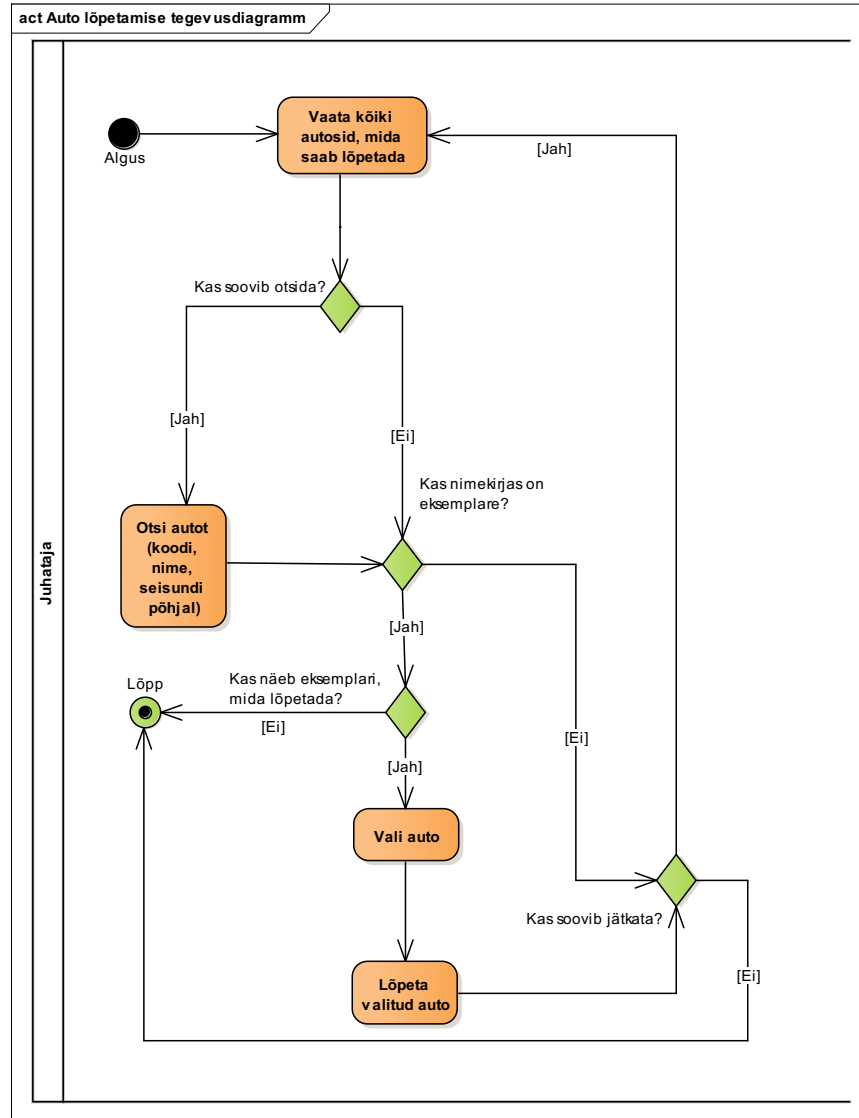 act Auto lõpetamise tegevusdiagramm
Juhataja
Algus
Vaata kõiki
autosid, mida
saab lõpetada
[Jah]
Kas soovib otsida?
[Jah]
[Ei]
Kas nimekirjas on
eksemplare?
Otsi autot
(koodi,
nime,
seisundi
põhjal)
[Jah]
Kas näeb eksemplari,
mida lõpetada?
Lõpp
[Ei]
[Ei]
[Jah]
Vali auto
Kas soovib jätkata?
[Ei]
Lõpeta
valitud auto